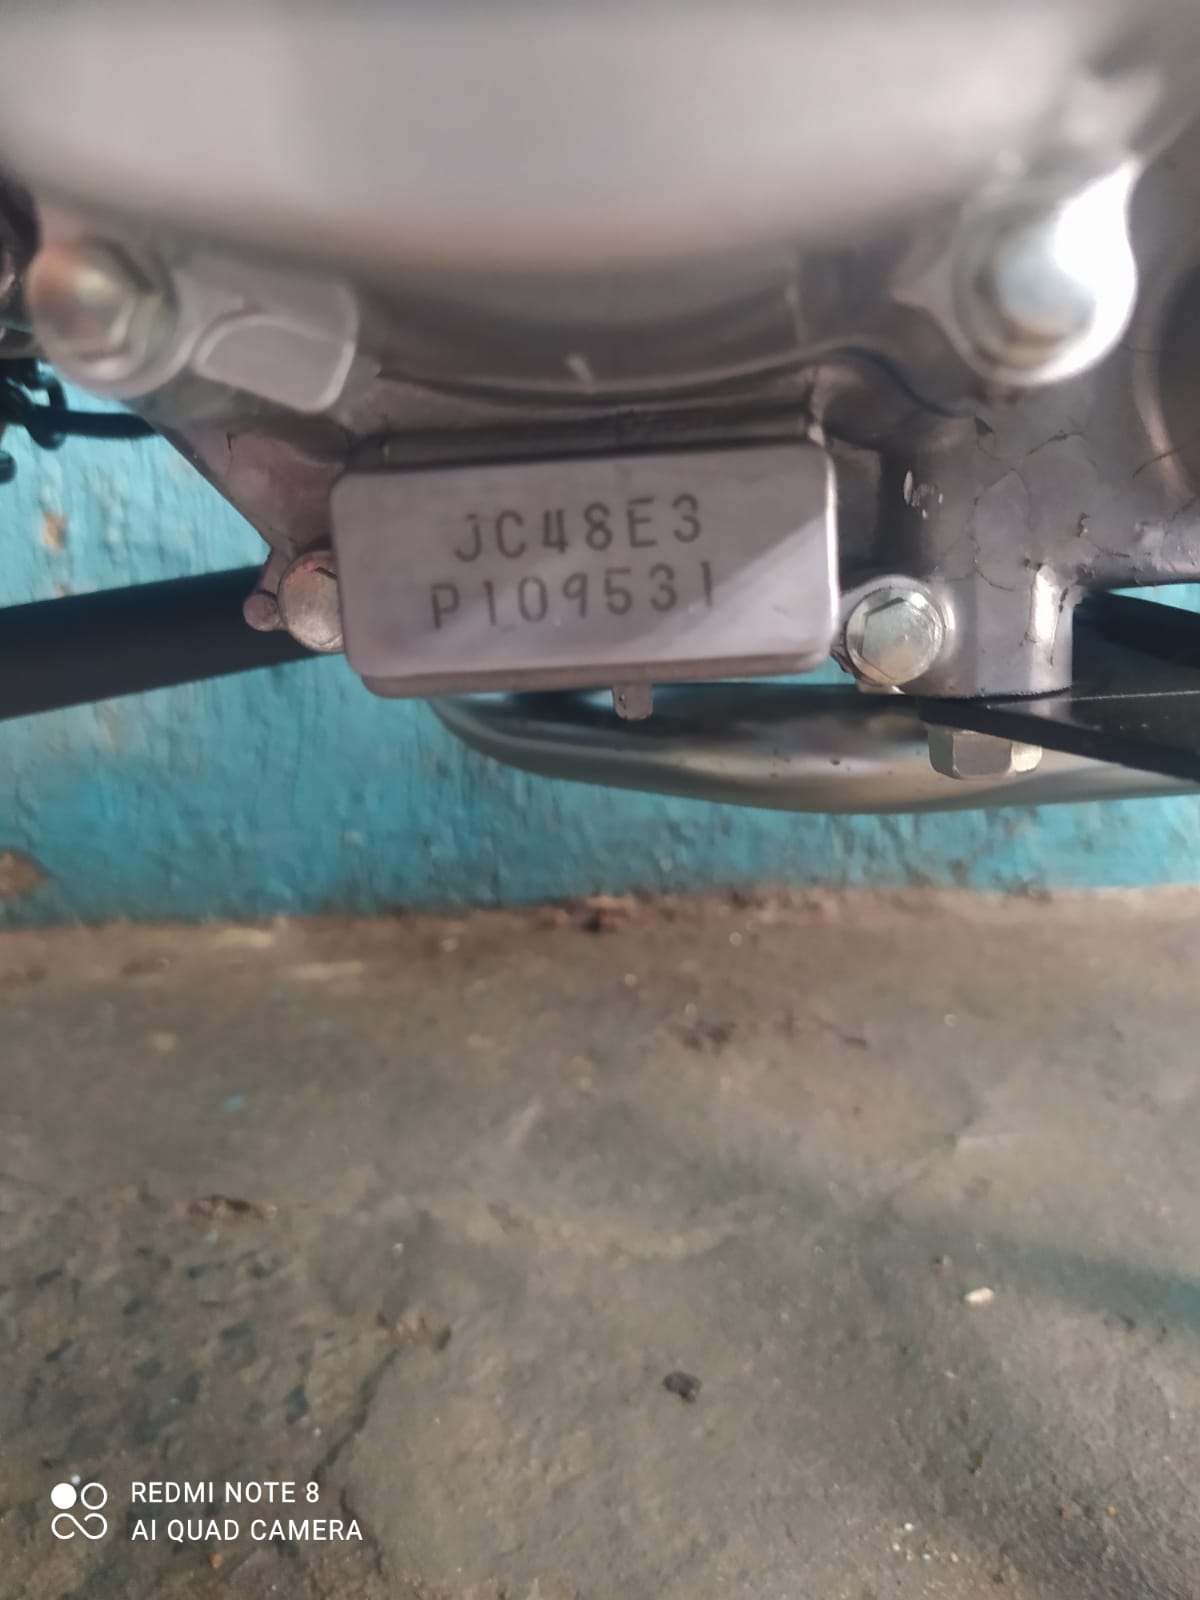 JC48E3
P109531
REDMI NOTE 8
AI QUAD CAMERA